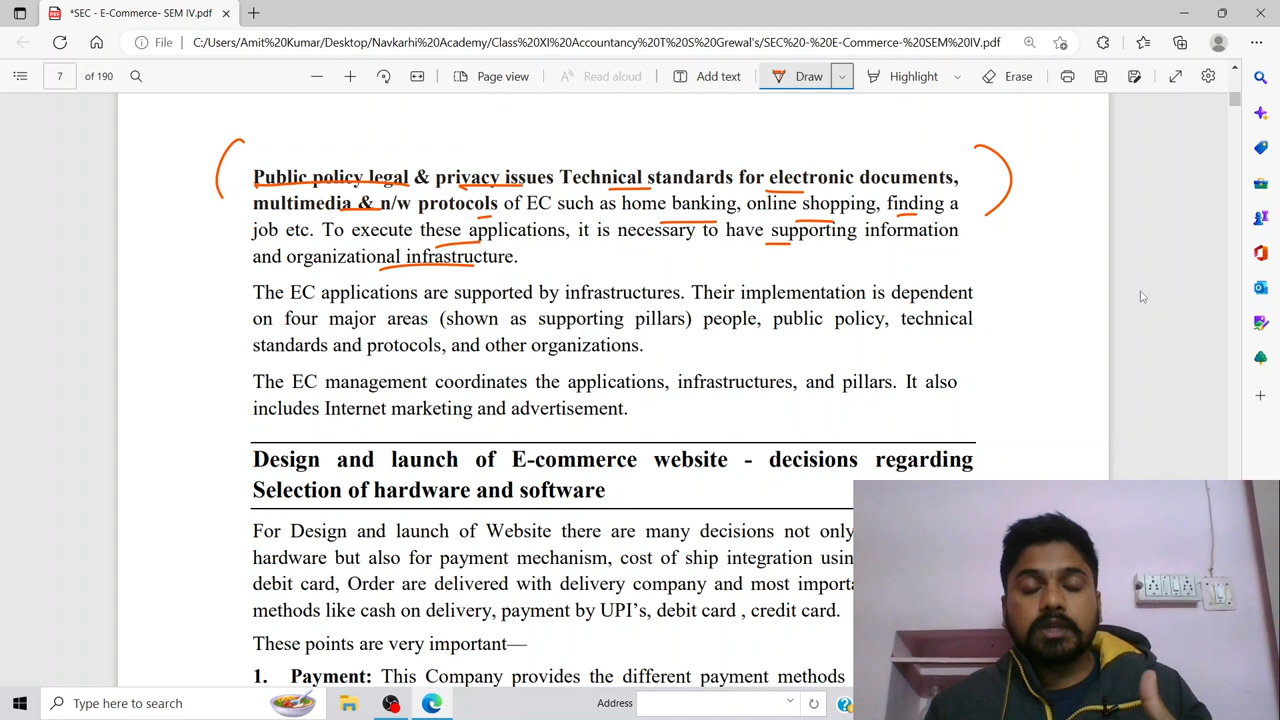 *SEC - E-Commerce- SEM IV.pdf
File C:/Users/Amit%20Kumar/Desktop/Navkarhi%20Academy/Class%20XI%20Accountancy%20T%20S%20Grewal's/SEC%20-%20E-Commerce-%20SEM%20IV.pdf
7 of 190 Page view Read aloud Add text Draw Highlight Erase
Public policy legal & privacy issues Technical standards for electronic documents,
multimedia & n/w protocols of EC such as home banking, online shopping, finding a
job etc. To execute these applications, it is necessary to have supporting information
and organizational infrastructure.
The EC applications are supported by infrastructures. Their implementation is dependent
on four major areas (shown as supporting pillars) people, public policy, technical
standards and protocols, and other organizations.
The EC management coordinates the applications, infrastructures, and pillars. It also
includes Internet marketing and advertisement.
Design and launch of E-commerce website - decisions regarding
Selection of hardware and software
For Design and launch of Website there are many decisions not only
hardware but also for payment mechanism, cost of ship integration
debit card, Order are delivered with delivery company and most
methods like cash on delivery, payment by UPI's, debit card , credit card.
These points are very important—
1. Payment: This Company provides the different payment methods
Type here to search
Address